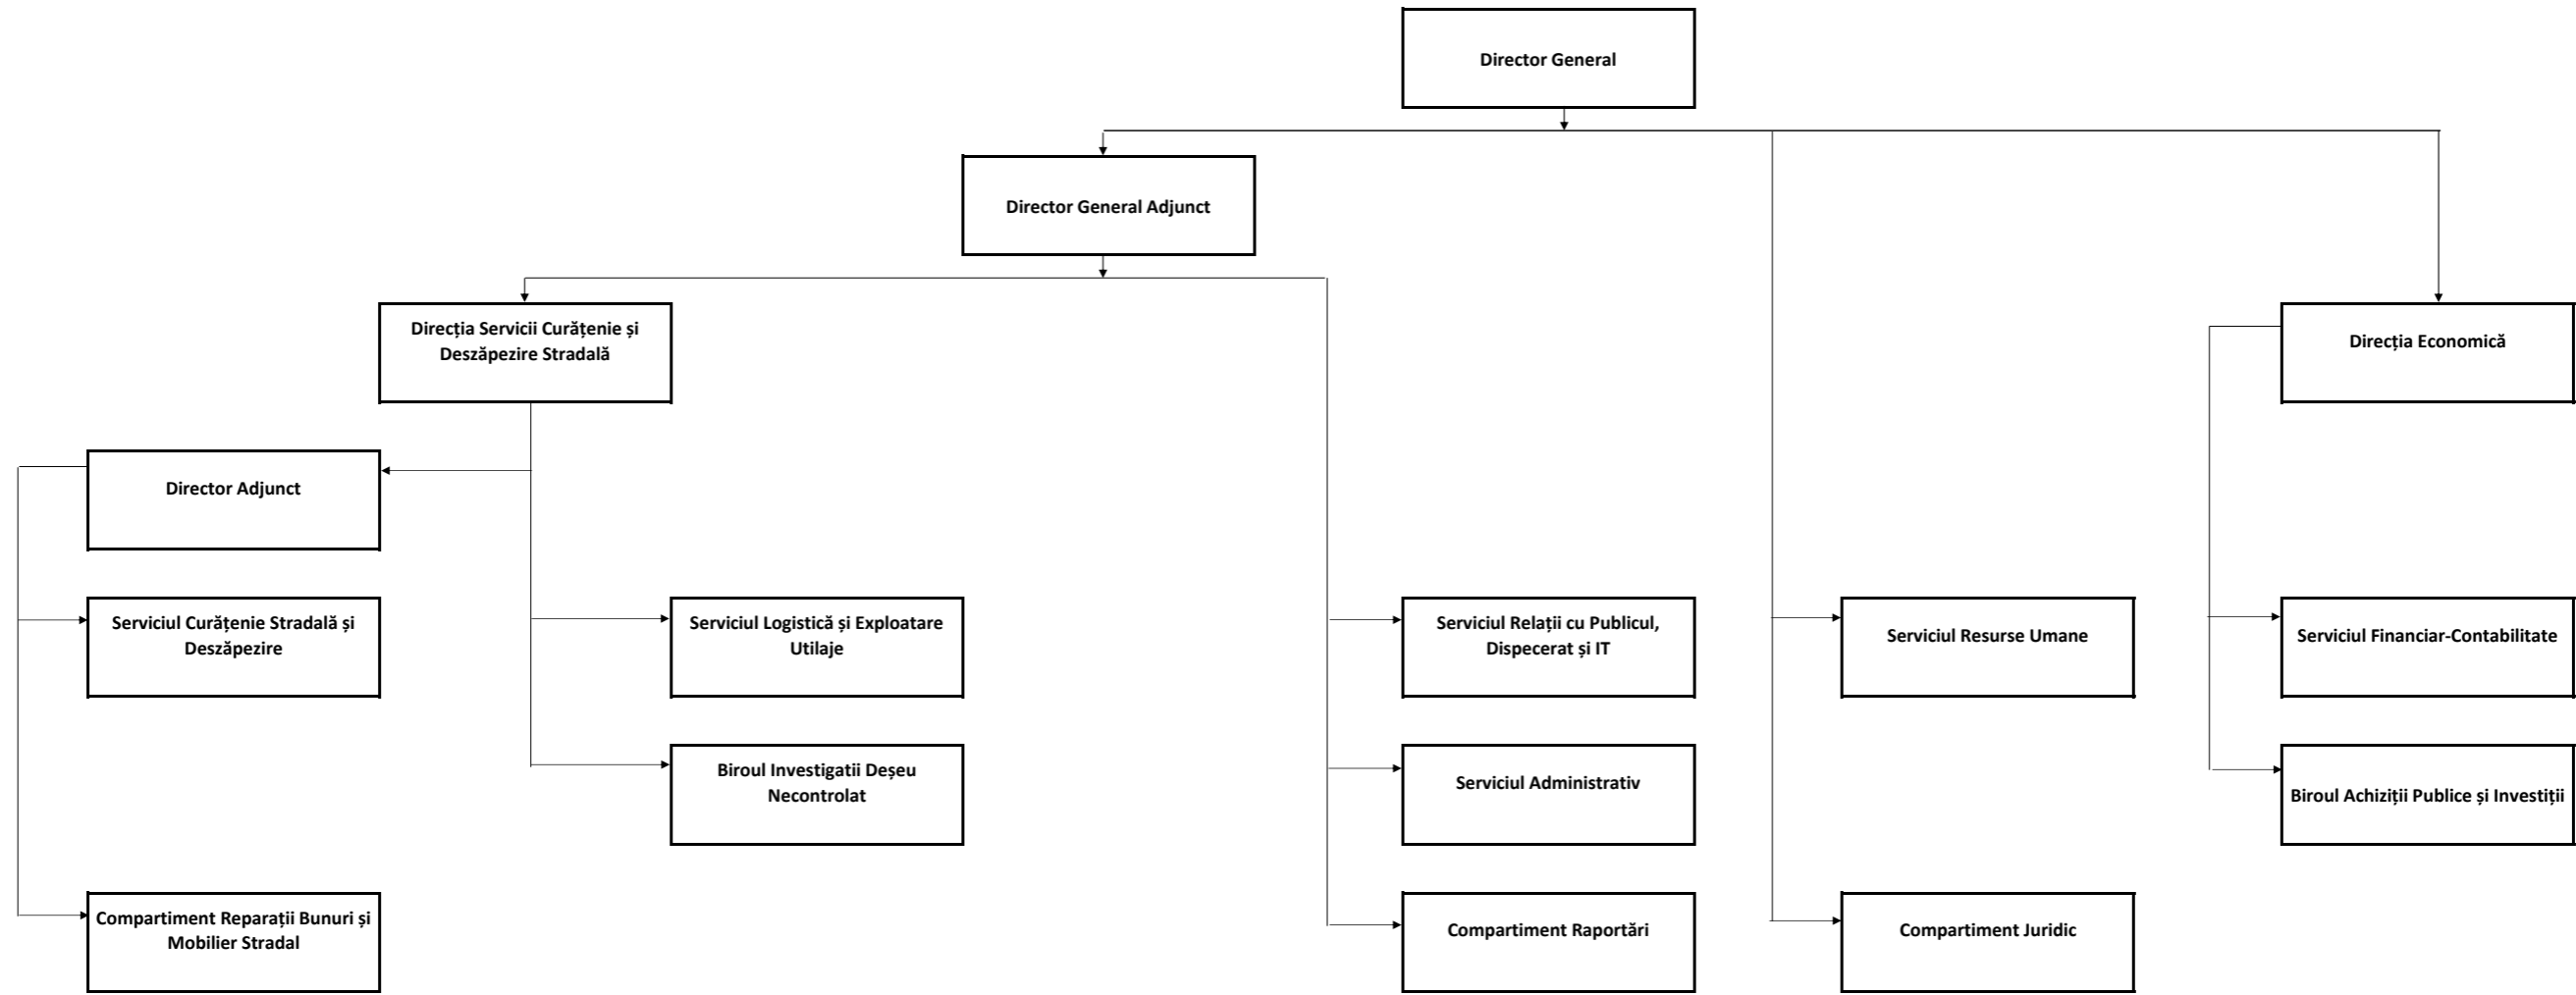 Director General
Director General Adjunct
Direcția Servicii Curățenie și
Deszăpezire Stradală
Direcția Economică
Director Adjunct
Serviciul Curățenie Stradală și
Deszăpezire
Serviciul Logistică și Exploatare
Utilaje
Serviciul Relații cu Publicul,
Dispecerat și IT
Serviciul Resurse Umane
Serviciul Financiar-Contabilitate
Biroul Investigatii Deșeu
Necontrolat
Serviciul Administrativ
Biroul Achiziții Publice și Investiții
Compartiment Reparații Bunuri și
Mobilier Stradal
Compartiment Raportări
Compartiment Juridic